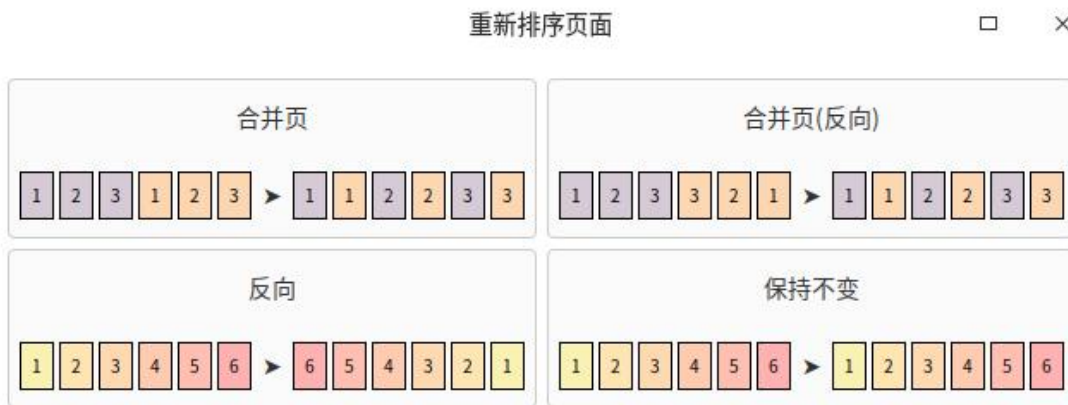 重新排序页面
合并页
1 2 3 1 2 3 ➤ 1 1 2 2 3 3
合并页(反向)
1 2 3 3 2 1 ➤ 1 1 2 2 3 3
反向
1 2 3 4 5 6 ➤ 6 5 4 3 2 1
保持不变
1 2 3 4 5 6 ➤ 1 2 3 4 5 6